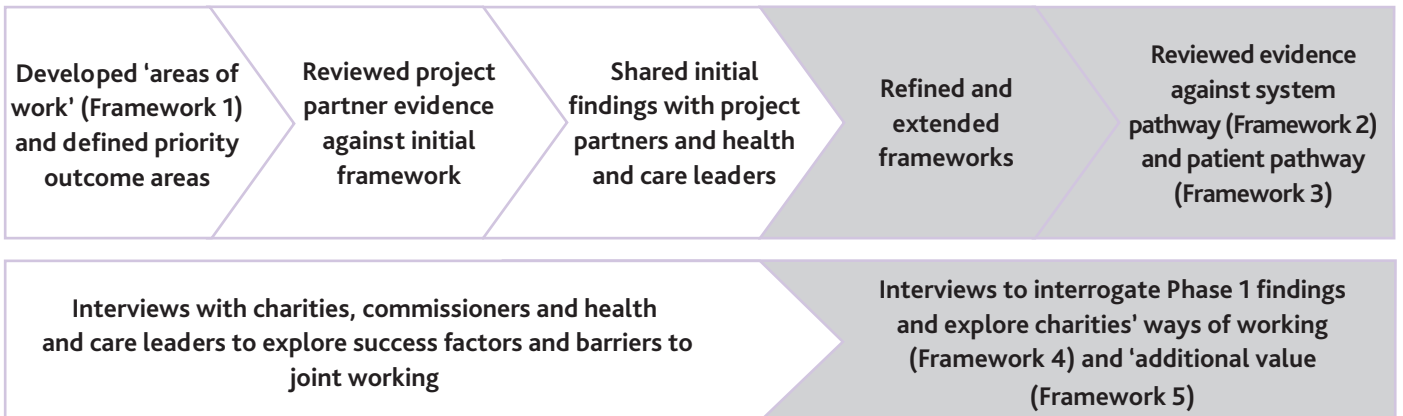 Developed ‘areas of
work’ (Framework 1)
and defined priority
outcome areas
Reviewed project
partner evidence
against initial
framework
Shared initial
findings with project
partners and health
and care leaders
Refined and
extended
frameworks
Reviewed evidence
against system
pathway (Framework 2)
and patient pathway
(Framework 3)
Interviews with charities, commissioners and health
and care leaders to explore success factors and barriers to
joint working
Interviews to interrogate Phase 1 findings
and explore charities’ ways of working
(Framework 4) and ‘additional value
(Framework 5)